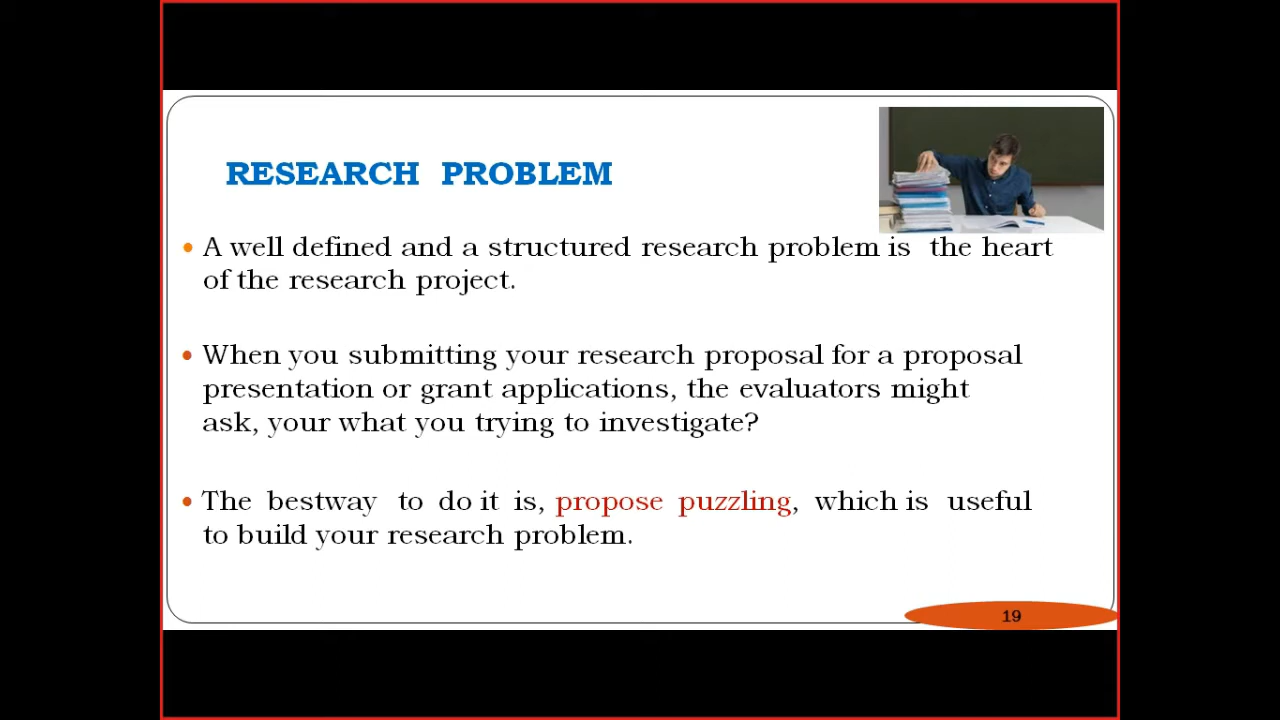 RESEARCH PROBLEM
A well defined and a structured research problem is the heart
of the research project.
When you submitting your research proposal for a proposal
presentation or grant applications, the evaluators might
ask, your what you trying to investigate?
The bestway to do it is, propose puzzling, which is useful
to build your research problem.
19